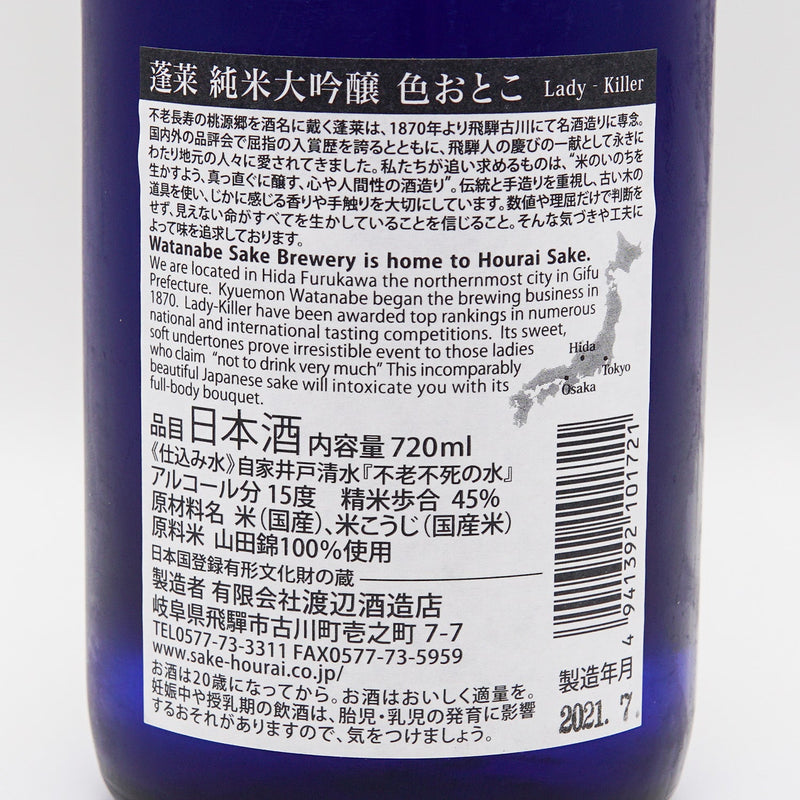 蓬莱 純米大吟醸 色おとこ Lady - Killer
不老長寿の桃源郷を酒名に戴く蓬莱は、1870年より飛騨古川にて名酒造りに専念。
国内外の品評会で屈指の入賞歴を誇るとともに、飛騨人の慶びの一献として永きに
わたり地元の人々に愛されてきました。私たちが追い求めるものは、“米のいのちを
生かすよう、真っ直ぐに醸す、心や人間性の酒造り”。伝統と手造りを重視し、古い木の
道具を使い、じかに感じる香りや手触りを大切にしています。数値や理屈だけで判断を
せず、見えない命がすべてを生かしていることを信じること。そんな気づきや工夫に
よって味を追求しております。
Watanabe Sake Brewery is home to Hourai Sake.
We are located in Hida Furukawa the northernmost city in Gifu
Prefecture. Kyuemon Watanabe began the brewing business in
1870. Lady-Killer have been awarded top rankings in numerous
national and international tasting competitions. Its sweet,
soft undertones prove irresistible event to those ladies
who claim “not to drink very much” This incomparably
beautiful Japanese sake will intoxicate you with its
full-body bouquet.
Hida
Tokyo
Osaka
品目 日本酒 内容量 720ml
《仕込み水》自家井戸清水『不老不死の水』
アルコール分 15度 精米歩合 45%
原材料名 米（国産）、米こうじ（国産米）
原料米 山田錦100%使用
日本国登録有形文化財の蔵
製造者 有限会社渡辺酒造店
岐阜県飛驒市古川町壱之町 7-7
TEL0577-73-3311 FAX0577-73-5959
www.sake-hourai.co.jp/
お酒は20歳になってから。お酒はおいしく適量を。
妊娠中や授乳期の飲酒は、胎児・乳児の発育に影響
するおそれがありますので、気をつけましょう。
4 941392 101721
製造年月
2021. 7.